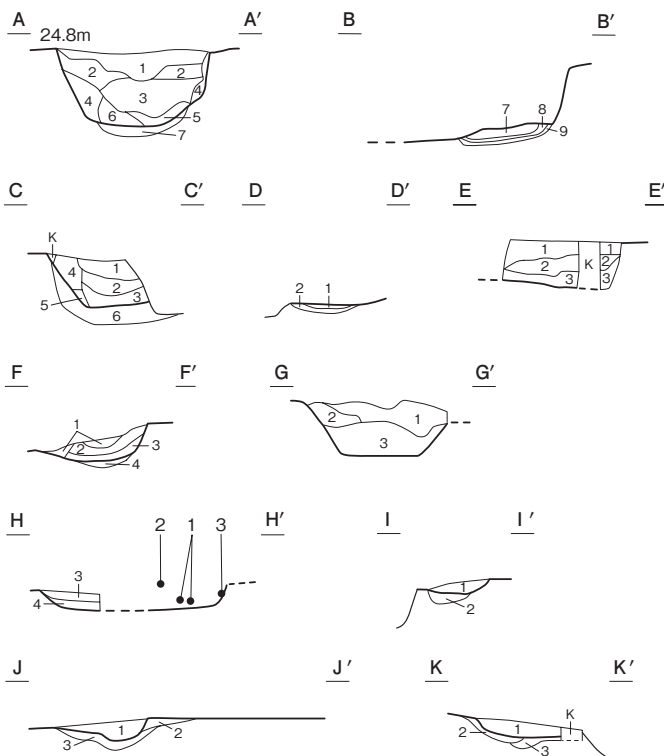 A A′ B B′
24.8m
2 1 2
4 3 4
6 5
7
7 8
9
C C′ D D′ E E′
K
4 1
2
5 3
6
2 1
1 K 1
2 2
3 3
F F′ G G′
1
2 3
4
2 1
3
H 2 1 3 H′ I I′
3
4
1
2
J J′ K K′
1 2
3
1 K
2 3